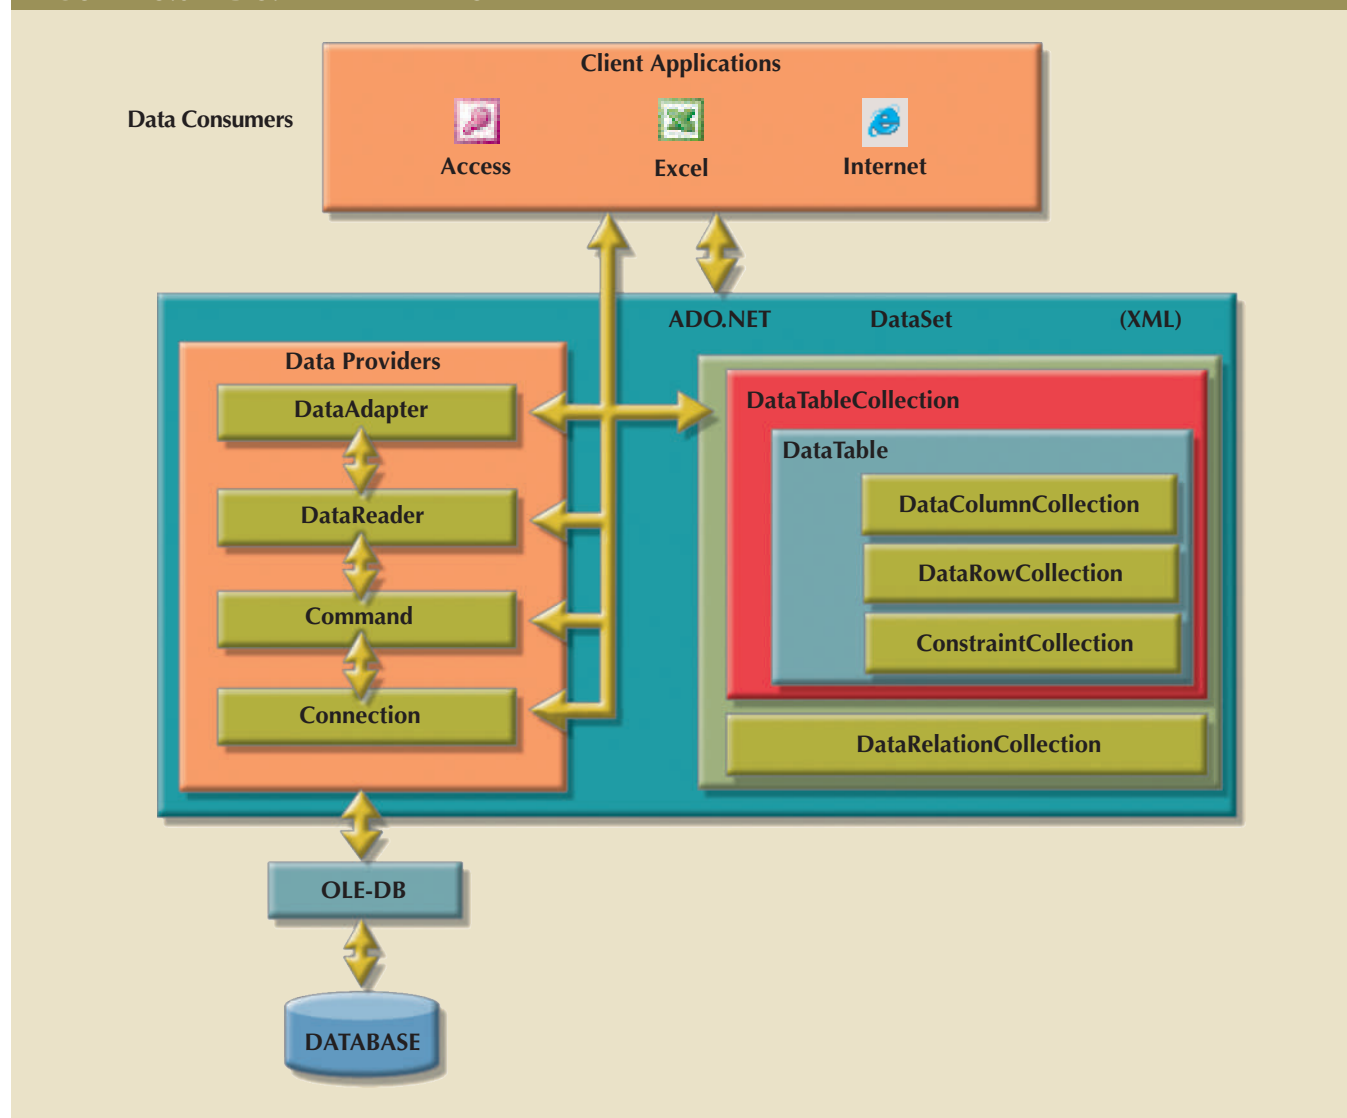 Client Applications
Data Consumers
Access
Excel
Internet
ADO.NET DataSet (XML)
Data Providers
DataAdapter
DataReader
Command
Connection
DataTableCollection
DataTable
DataColumnCollection
DataRowCollection
ConstraintCollection
DataRelationCollection
OLE-DB
DATABASE